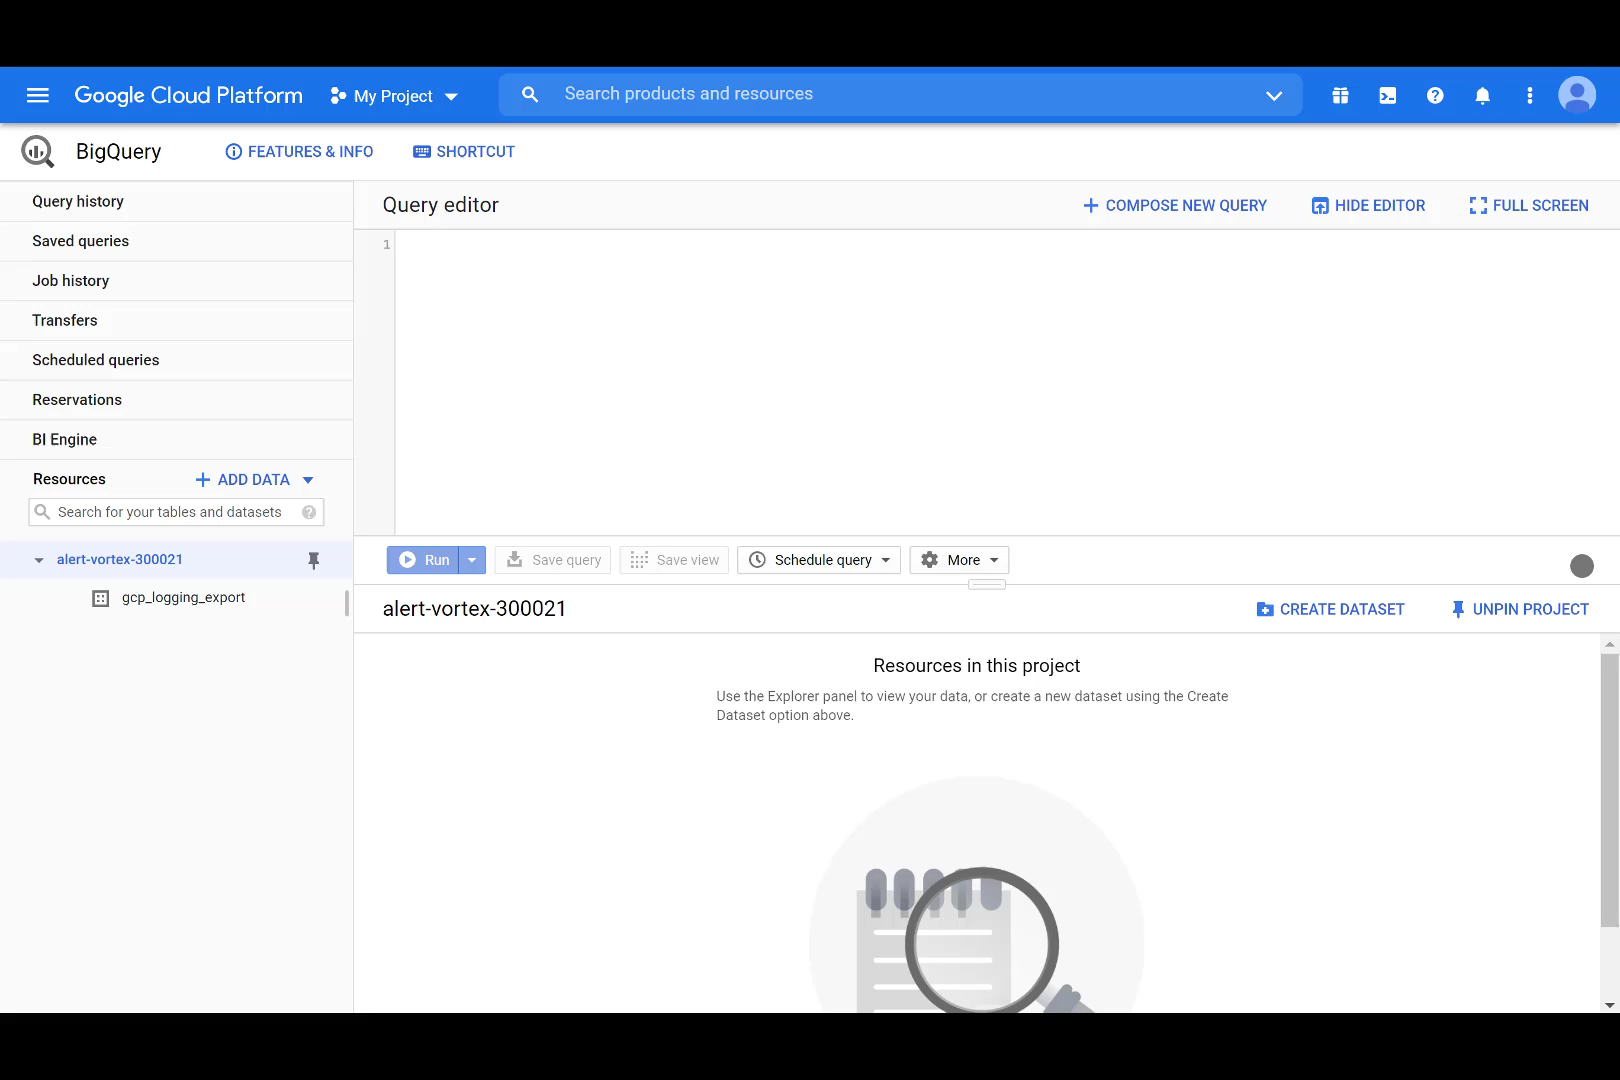 Google Cloud Platform
My Project
Search products and resources
BigQuery
FEATURES & INFO
SHORTCUT
Query history
Saved queries
Job history
Transfers
Scheduled queries
Reservations
BI Engine
Resources
ADD DATA
Search for your tables and datasets
alert-vortex-300021
gcp_logging_export
Query editor
COMPOSE NEW QUERY
HIDE EDITOR
FULL SCREEN
1
Run
Save query
Save view
Schedule query
More
alert-vortex-300021
CREATE DATASET
UNPIN PROJECT
Resources in this project
Use the Explorer panel to view your data, or create a new dataset using the Create
Dataset option above.